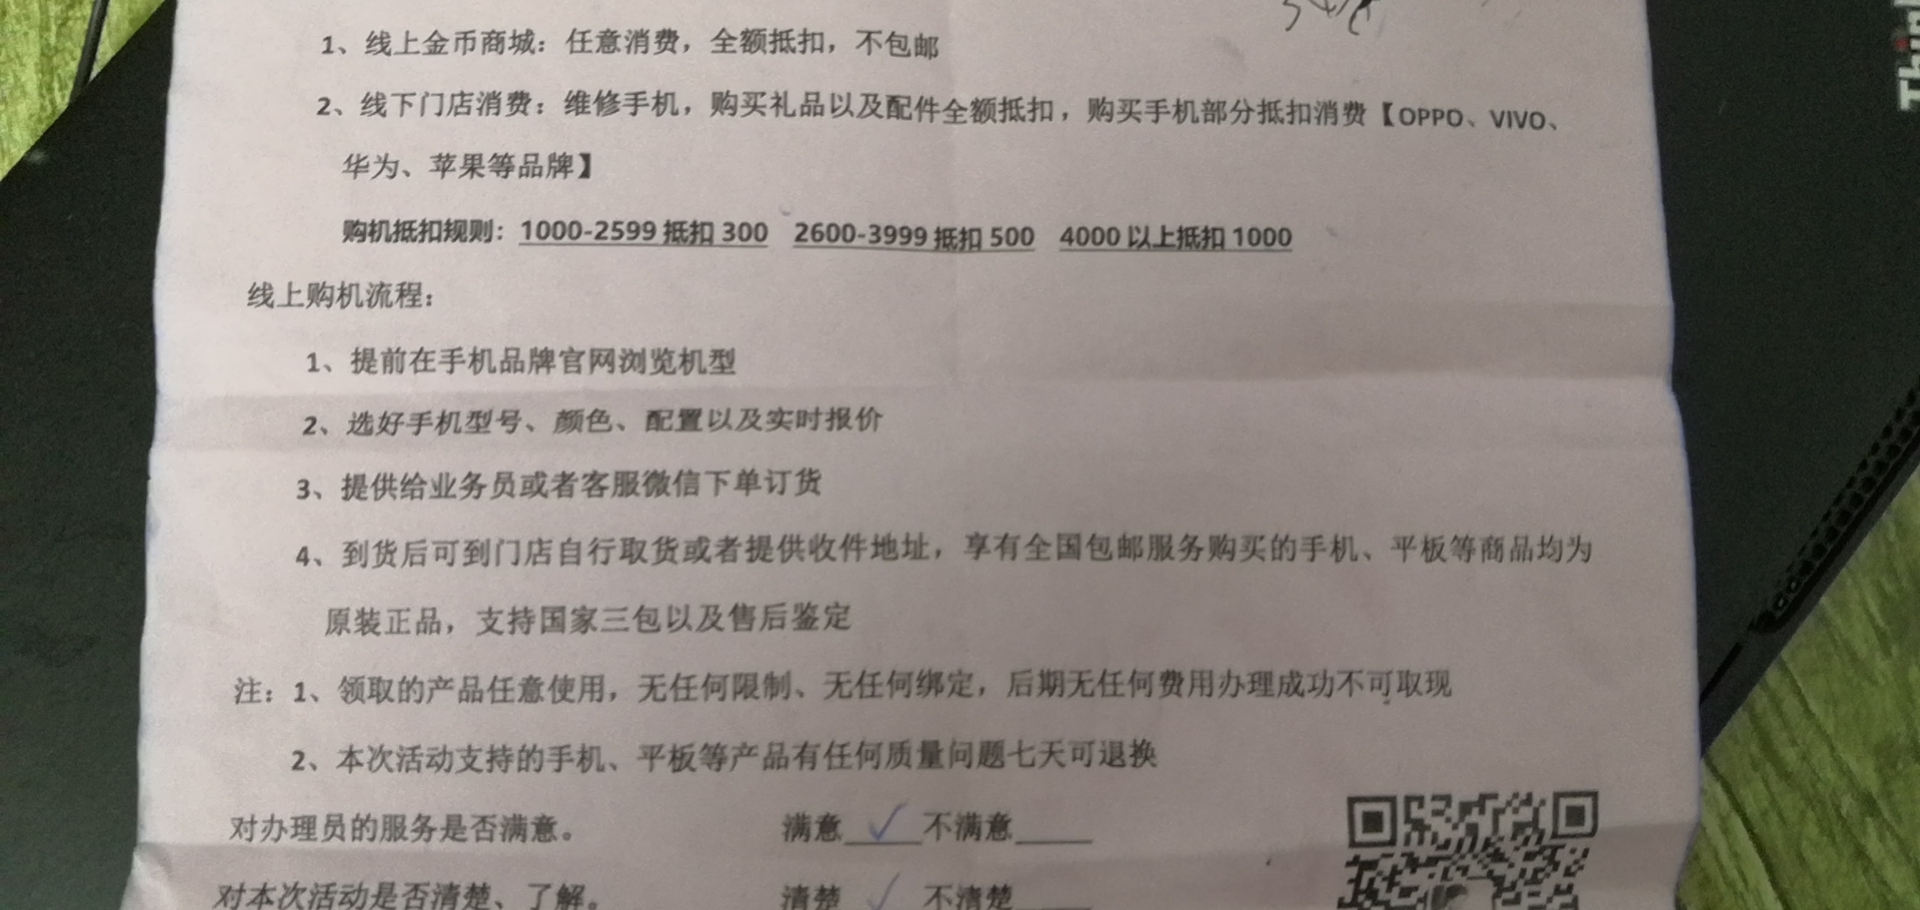 1、线上金币商城：任意消费，全额抵扣，不包邮
2、线下门店消费：维修手机，购买礼品以及配件全额抵扣，购买手机部分抵扣消费【OPPO、VIVO、
华为、苹果等品牌】
购机抵扣规则：1000-2599 抵扣 300 2600-3999 抵扣 500 4000 以上抵扣 1000
线上购机流程：
1、提前在手机品牌官网浏览机型
2、选好手机型号、颜色、配置以及实时报价
3、提供给业务员或者客服微信下单订货
4、到货后可到门店自行取货或者提供收件地址，享有全国包邮服务购买的手机、平板等商品均为
原装正品，支持国家三包以及售后鉴定
注：1、领取的产品任意使用，无任何限制、无任何绑定，后期无任何费用办理成功不可取现
2、本次活动支持的手机、平板等产品有任何质量问题七天可退换
对办理员的服务是否满意。 满意 ✓ 不满意
对本次活动是否清楚、了解。 清楚 ✓ 不清楚